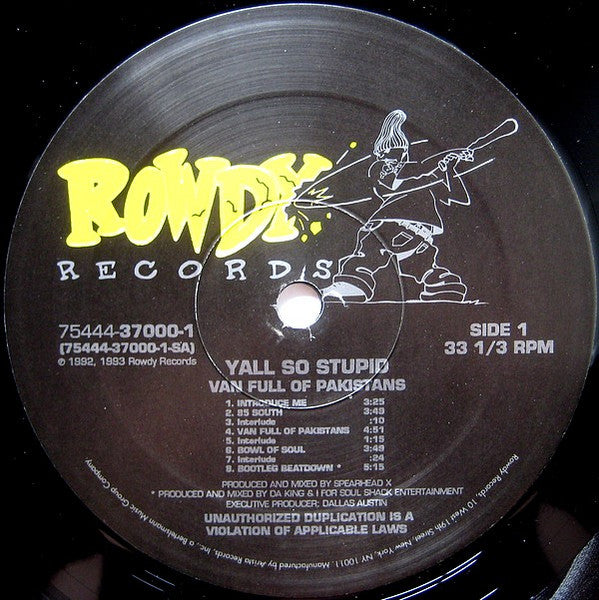 ROWDY
RECORDS
75444-37000-1
(75444-37000-1-SA)
℗ 1992, 1993 Rowdy Records
SIDE 1
33 1/3 RPM
YALL SO STUPID
VAN FULL OF PAKISTANS
1. INTRODUCE ME 3:25
2. 85 SOUTH 3:49
3. Interlude :10
4. VAN FULL OF PAKISTANS 4:51
5. Interlude 1:15
6. BOWL OF SOUL 3:49
7. Interlude :24
8. BOOTLEG BEATDOWN * 5:15
PRODUCED AND MIXED BY SPEARHEAD X
* PRODUCED AND MIXED BY DA KING & I FOR SOUL SHACK ENTERTAINMENT
EXECUTIVE PRODUCER: DALLAS AUSTIN
UNAUTHORIZED DUPLICATION IS A
VIOLATION OF APPLICABLE LAWS
Rowdy Records, 10 West 19th Street, New York, NY 10011. Manufactured by Arista Records, Inc., a Bertelsmann Music Group Company.